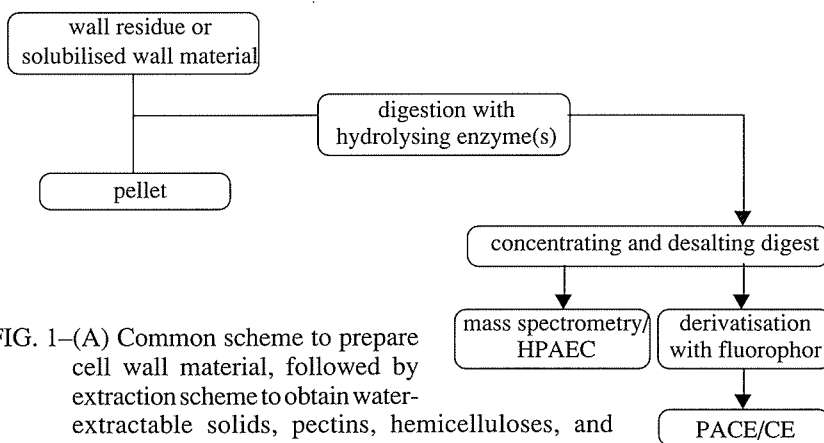 wall residue or
solubilised wall material
digestion with
hydrolysing enzyme(s)
pellet
concentrating and desalting digest
mass spectrometry/
HPAEC
derivatisation
with fluorophor
PACE/CE
FIG. 1–(A) Common scheme to prepare
cell wall material, followed by
extraction scheme to obtain water-
extractable solids, pectins, hemicelluloses, and